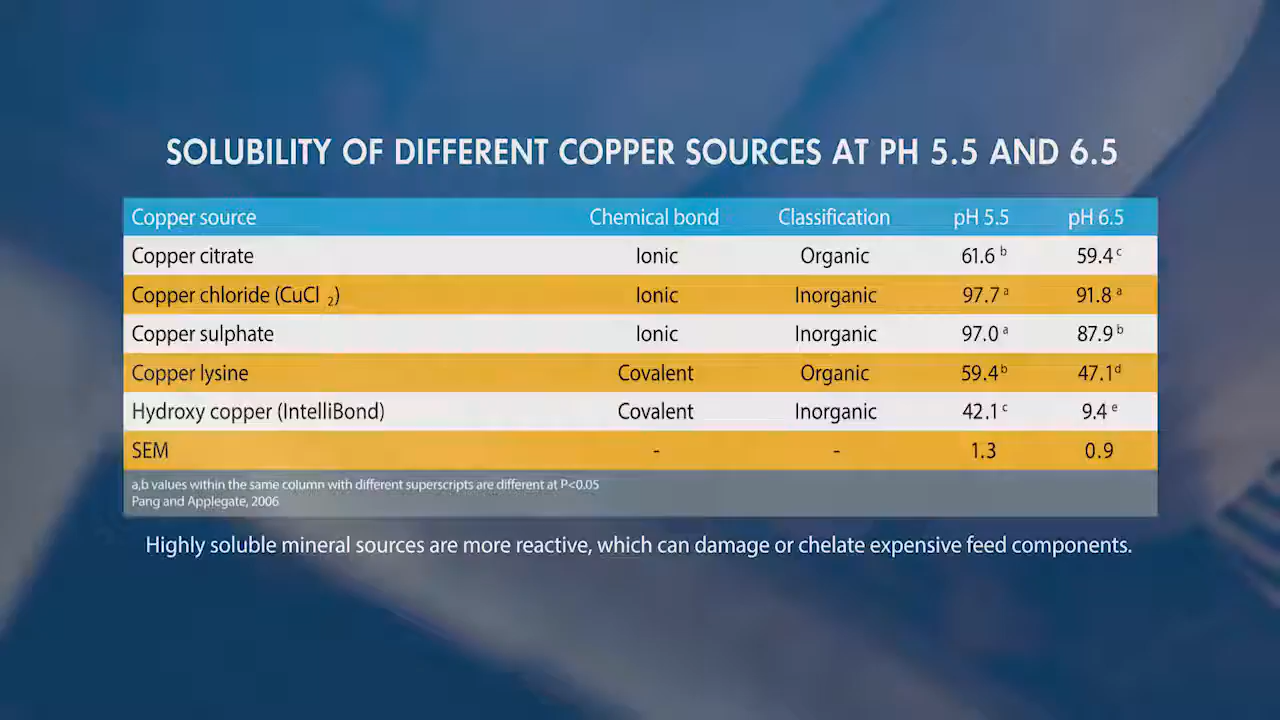 SOLUBILITY OF DIFFERENT COPPER SOURCES AT PH 5.5 AND 6.5
Copper source Chemical bond Classification pH 5.5 pH 6.5
Copper citrate Ionic Organic 61.6 b 59.4 c
Copper chloride (CuCl 2) Ionic Inorganic 97.7 a 91.8 a
Copper sulphate Ionic Inorganic 97.0 a 87.9 b
Copper lysine Covalent Organic 59.4 b 47.1 d
Hydroxy copper (IntelliBond) Covalent Inorganic 42.1 c 9.4 e
SEM - - 1.3 0.9
a,b values within the same column with different superscripts are different at P<0.05
Pang and Applegate, 2006
Highly soluble mineral sources are more reactive, which can damage or chelate expensive feed components.